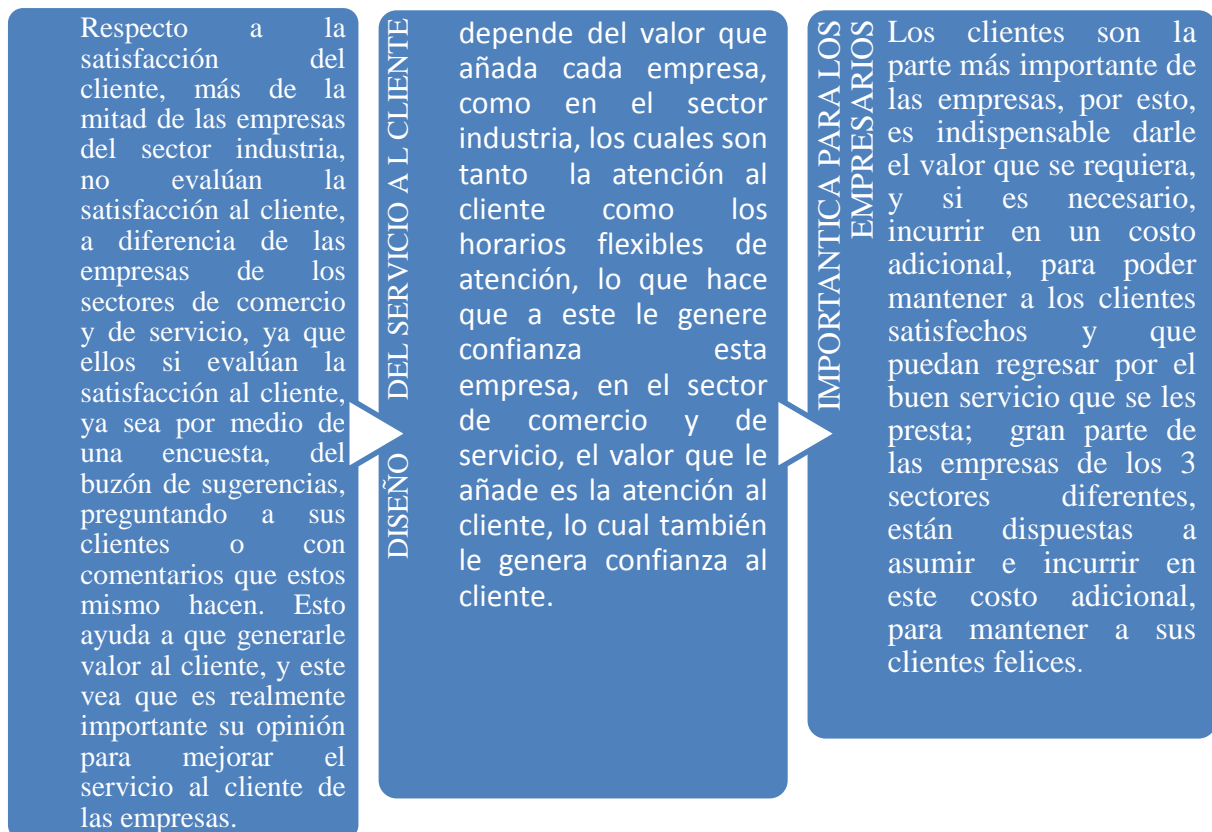 Respecto a la
satisfacción del
cliente, más de la
mitad de las empresas
del sector industria,
no evalúan la
satisfacción al cliente,
a diferencia de las
empresas de los
sectores de comercio
y de servicio, ya que
ellos si evalúan la
satisfacción al cliente,
ya sea por medio de
una encuesta, del
buzón de sugerencias,
preguntando a sus
clientes o con
comentarios que estos
mismo hacen. Esto
ayuda a que generarle
valor al cliente, y este
vea que es realmente
importante su opinión
para mejorar el
servicio al cliente de
las empresas.
DISEÑO DEL SERVICIO A L CLIENTE
depende del valor que
añada cada empresa,
como en el sector
industria, los cuales son
tanto la atención al
cliente como los
horarios flexibles de
atención, lo que hace
que a este le genere
confianza esta
empresa, en el sector
de comercio y de
servicio, el valor que le
añade es la atención al
cliente, lo cual también
le genera confianza al
cliente.
IMPORTANTICA PARA LOS
EMPRESARIOS
Los clientes son la
parte más importante de
las empresas, por esto,
es indispensable darle
el valor que se requiera,
y si es necesario,
incurrir en un costo
adicional, para poder
mantener a los clientes
satisfechos y que
puedan regresar por el
buen servicio que se les
presta; gran parte de
las empresas de los 3
sectores diferentes,
están dispuestas a
asumir e incurrir en
este costo adicional,
para mantener a sus
clientes felices.